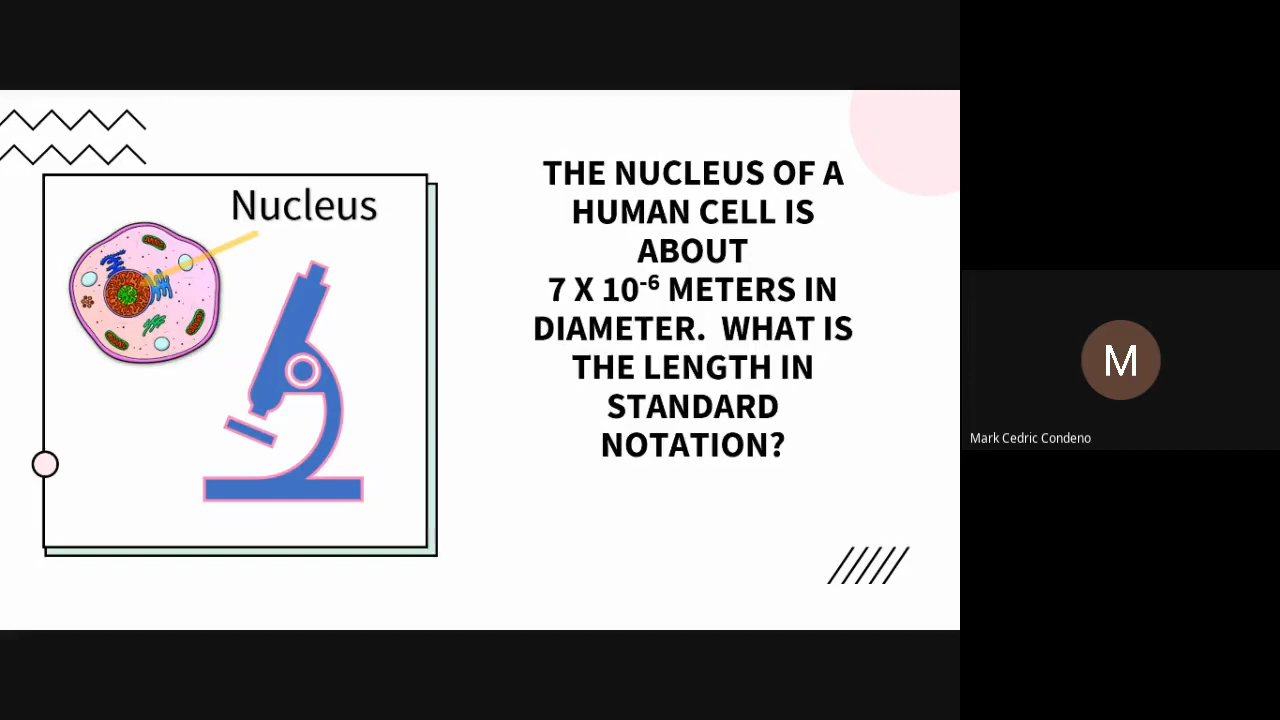 Nucleus
THE NUCLEUS OF A
HUMAN CELL IS
ABOUT
7 X 10⁻⁶ METERS IN
DIAMETER.  WHAT IS
THE LENGTH IN
STANDARD
NOTATION?
M
Mark Cedric Condeno